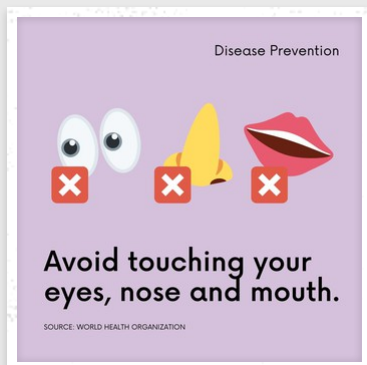 Disease Prevention
Avoid touching your
eyes, nose and mouth.
SOURCE: WORLD HEALTH ORGANIZATION